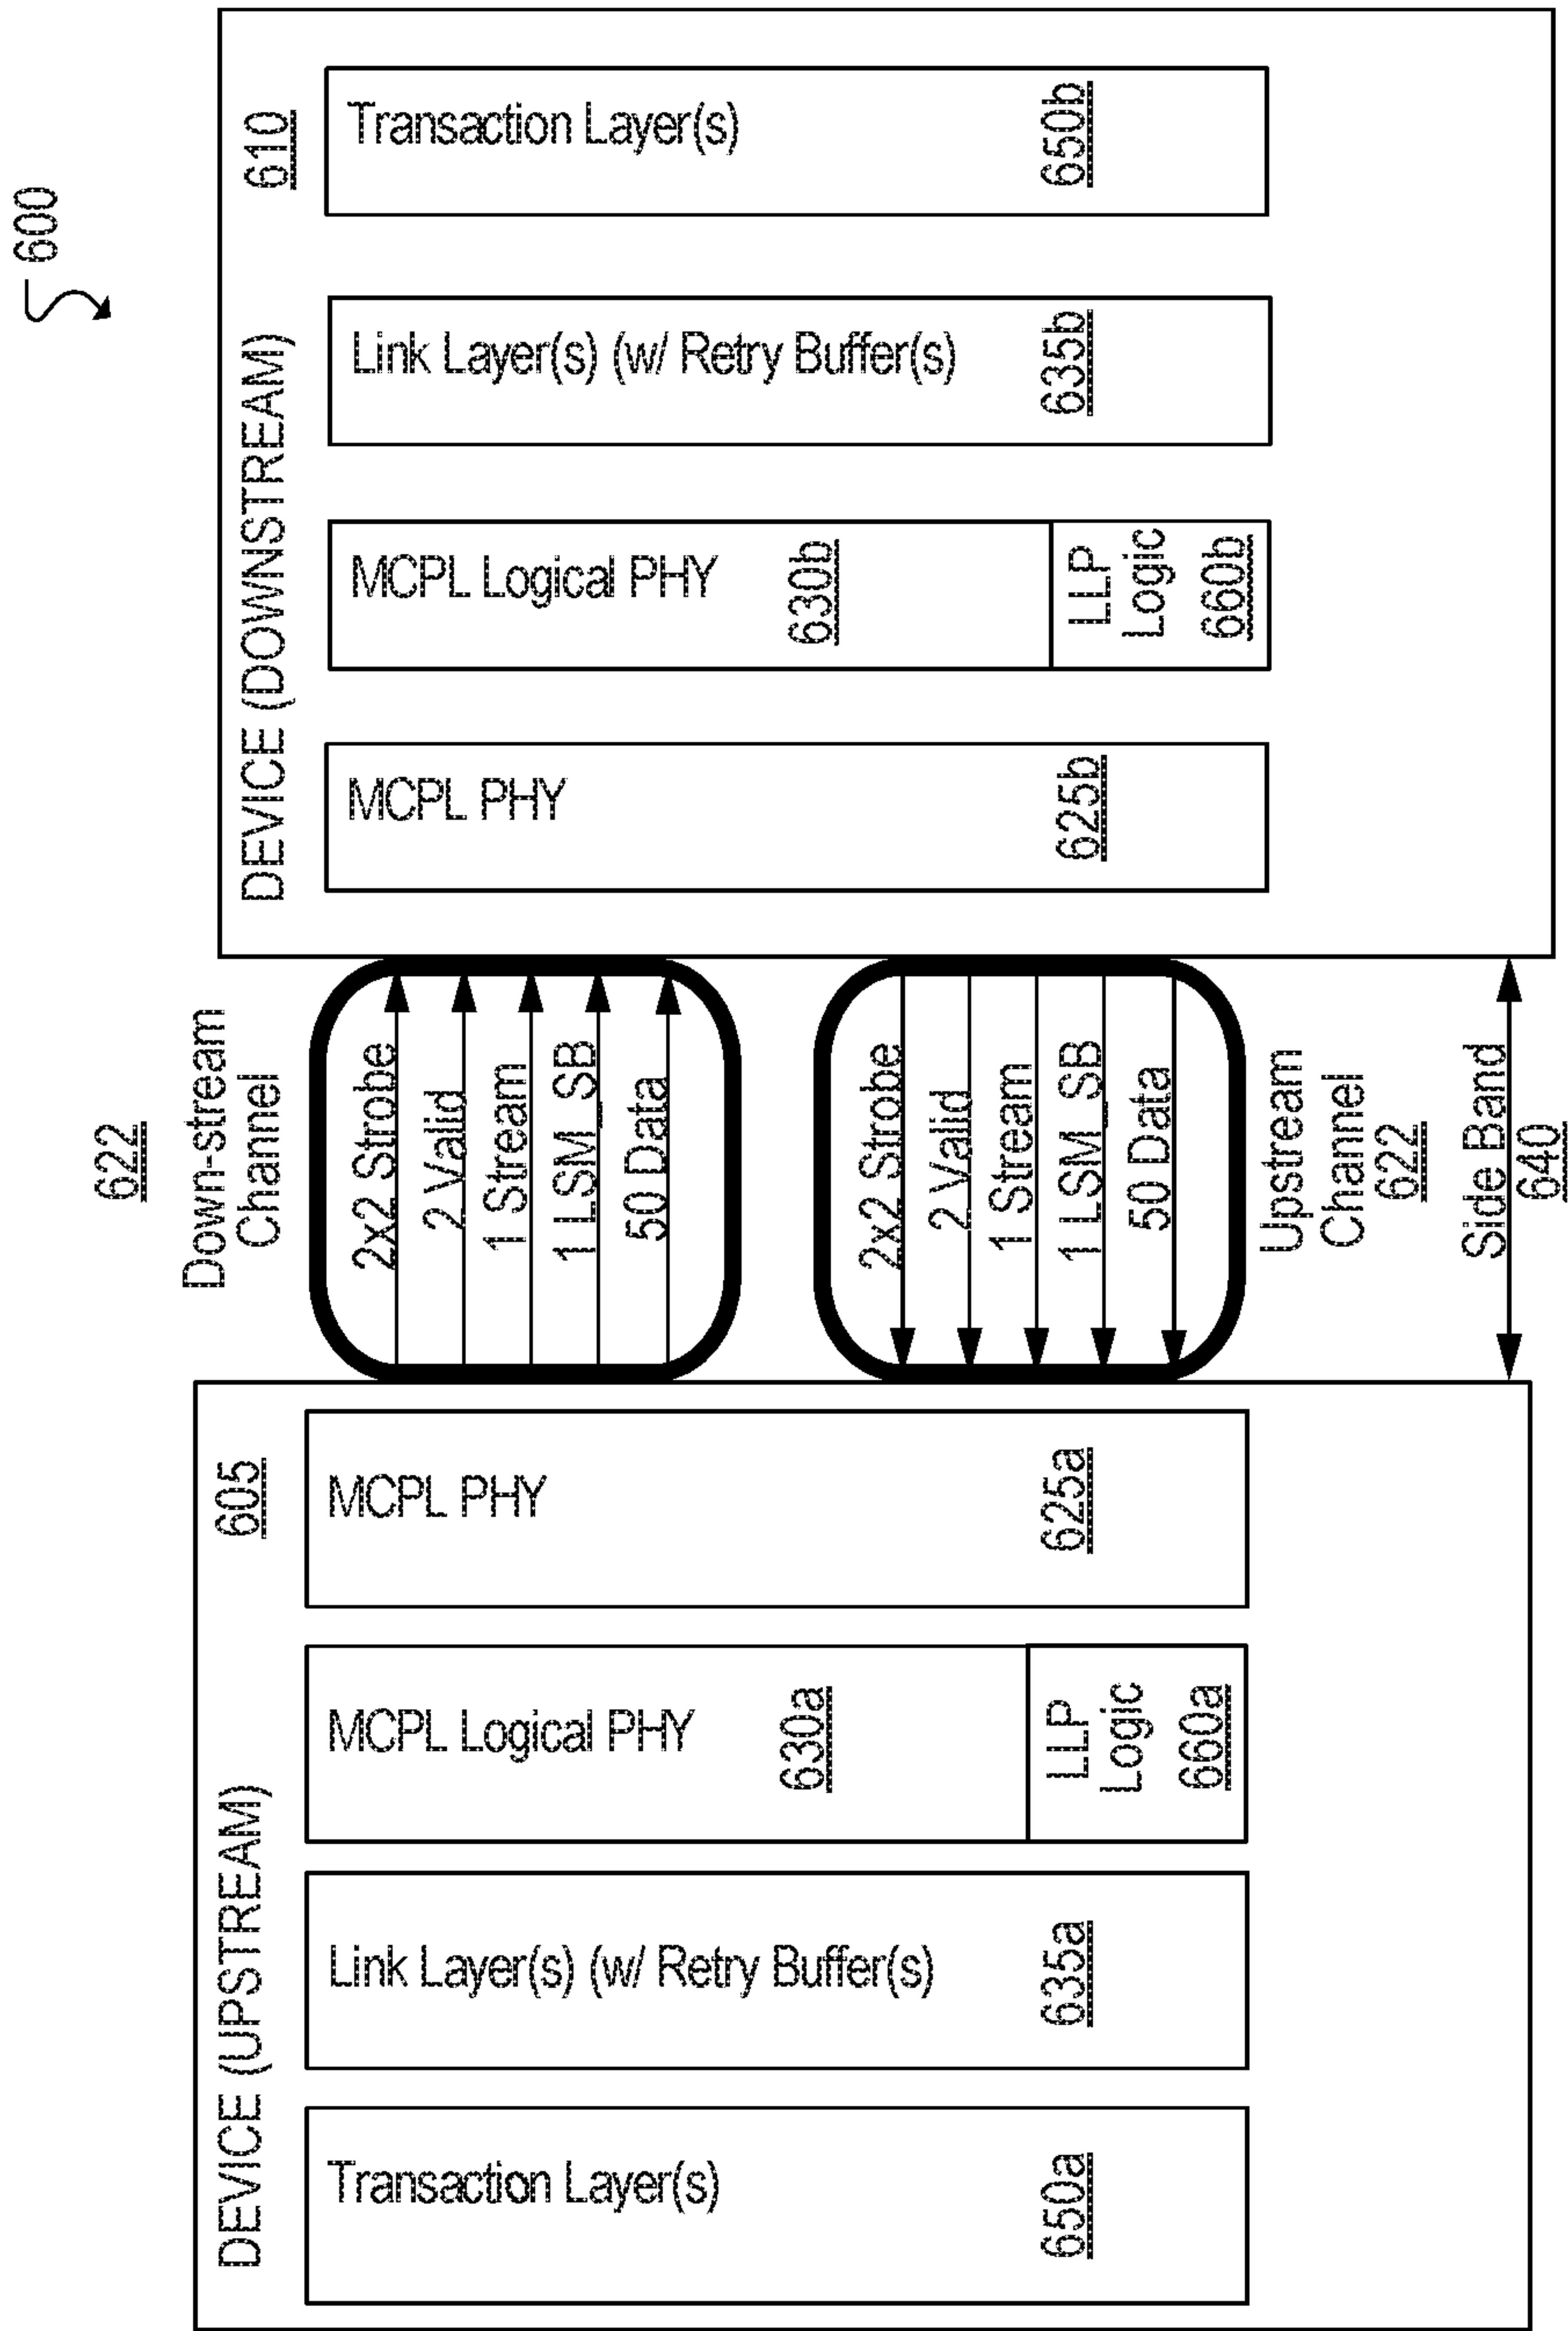 600
DEVICE (UPSTREAM)
605
Transaction Layer(s)
650a
Link Layer(s) (w/ Retry Buffer(s)
635a
MCPL Logical PHY
630a
LLP
Logic
660a
MCPL PHY
625a
622
Down-stream
Channel
2x2 Strobe
2 Valid
1 Stream
1 LSM_SB
50 Data
2x2 Strobe
2 Valid
1 Stream
1 LSM_SB
50 Data
Upstream
Channel
622
Side Band
640
DEVICE (DOWNSTREAM)
610
MCPL PHY
625b
MCPL Logical PHY
630b
LLP
Logic
660b
Link Layer(s) (w/ Retry Buffer(s)
635b
Transaction Layer(s)
650b